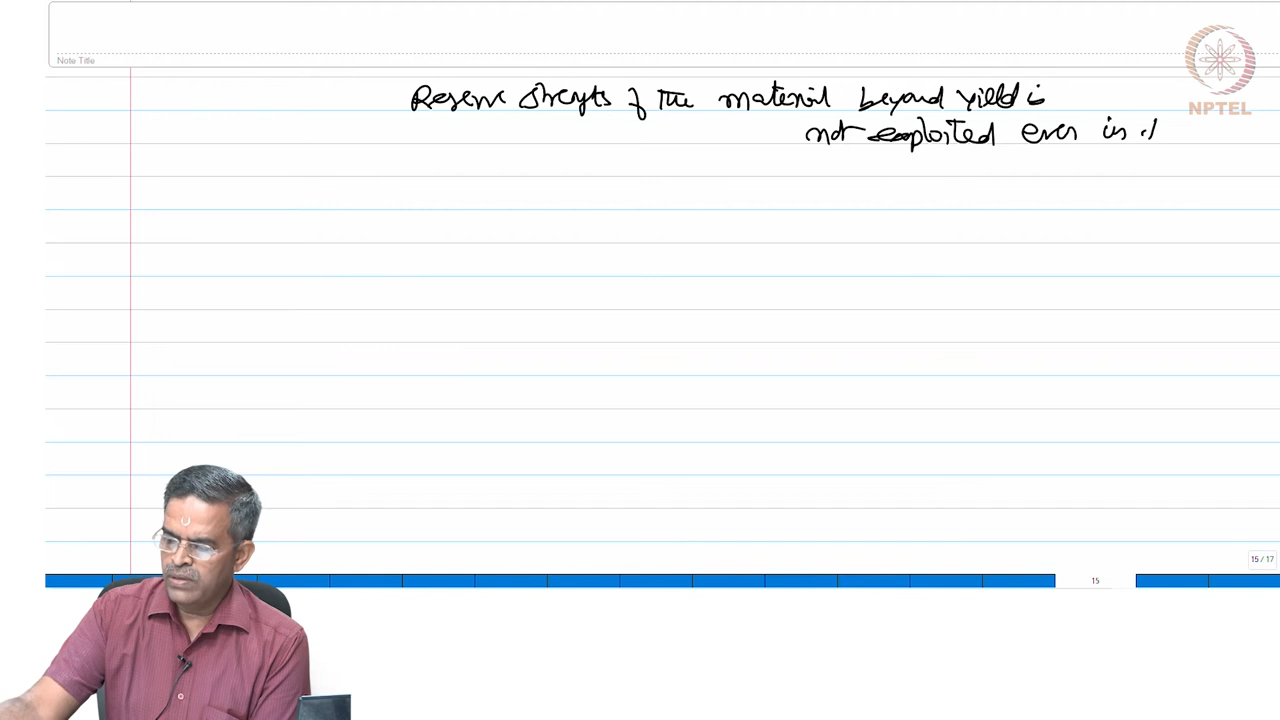 Note Title
Reserve strength of the material beyond yield is
not exploited even in
NPTEL
15 / 17
15